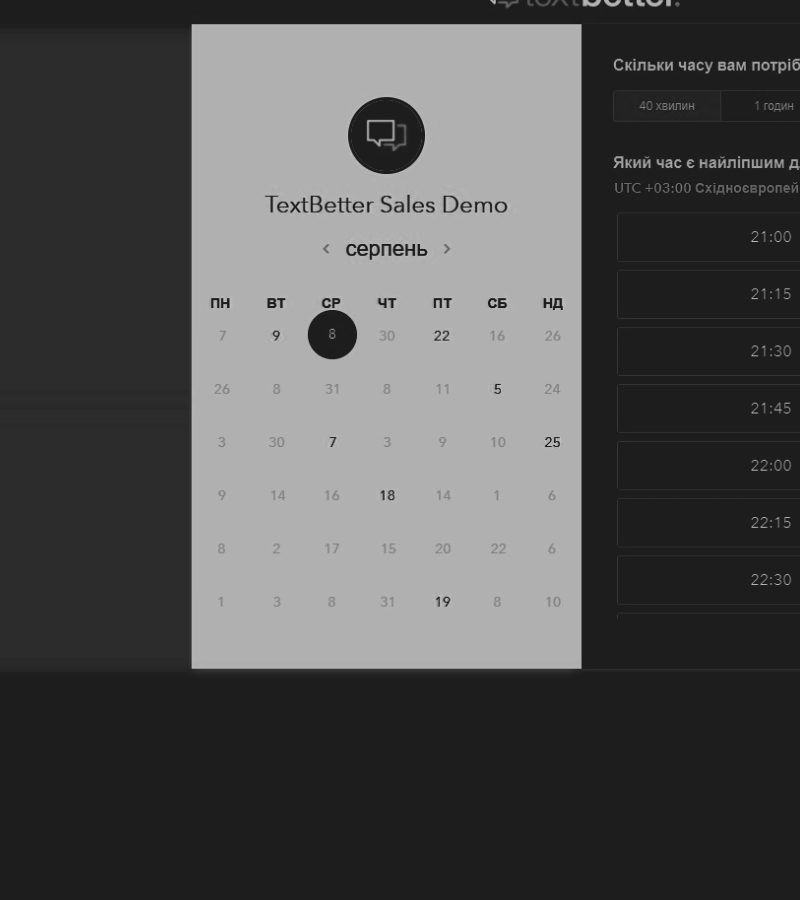 textbetter.
TextBetter Sales Demo
серпень
ПН ВТ СР ЧТ ПТ СБ НД
7 9 8 30 22 16 26
26 8 31 8 11 5 24
3 30 7 3 9 10 25
9 14 16 18 14 1 6
8 2 17 15 20 22 6
1 3 8 31 19 8 10
Скільки часу вам потріб
40 хвилин 1 годин
Який час є найліпшим д
UTC +03:00 Східноєвропей
21:00
21:15
21:30
21:45
22:00
22:15
22:30